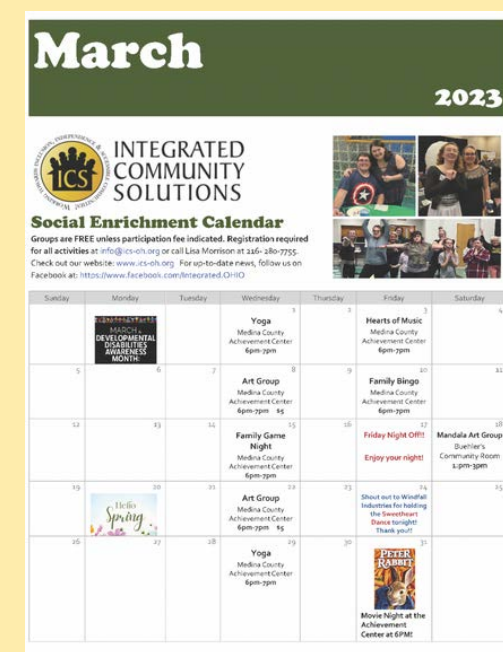 March
2023
ICS
INTEGRATED
COMMUNITY
SOLUTIONS
Social Enrichment Calendar
Groups are FREE unless participation fee indicated. Registration required
for all activities at info@ics-oh.org or call Lisa Morrison at 216- 280-7755.
Check out our website: www.ics-oh.org For up-to-date news, follow us on
Facebook at: https://www.facebook.com/Integrated.OHIO
Sunday Monday Tuesday Wednesday Thursday Friday Saturday
1 2 3 4
MARCH is
DEVELOPMENTAL
DISABILITIES
AWARENESS
MONTH!
Yoga
Medina County
Achievement Center
6pm-7pm
Hearts of Music
Medina County
Achievement Center
6pm-7pm
5 6 7 8 9 10 11
Art Group
Medina County
Achievement Center
6pm-7pm $5
Family Bingo
Medina County
Achievement Center
6pm-7pm
12 13 14 15 16 17 18
Family Game
Night
Medina County
Achievement Center
6pm-7pm
Friday Night Off!!
Enjoy your night!
Mandala Art Group
Buehler's
Community Room
1:pm-3pm
19 20 21 22 23 24 25
Hello
Spring
Art Group
Medina County
Achievement Center
6pm-7pm $5
Shout out to Windfall
Industries for holding
the Sweetheart
Dance tonight!
Thank you!!
26 27 28 29 30 31
Yoga
Medina County
Achievement Center
6pm-7pm
PETER
RABBIT
Movie Night at the
Achievement
Center at 6PM!